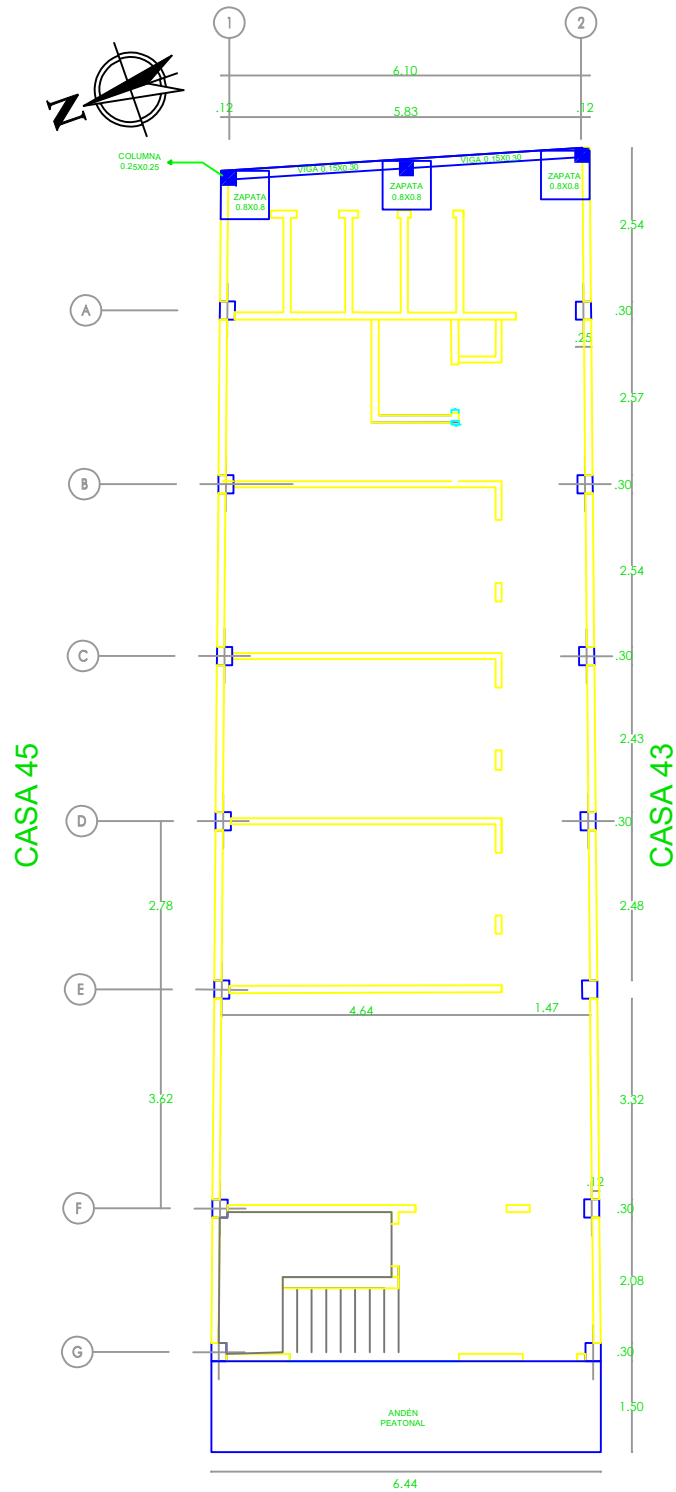 1
2
6.10
.12
5.83
.12
N
COLUMNA
0.25X0.25
VIGA 0.15X0.30
VIGA 0.15X0.30
ZAPATA
0.8X0.8
ZAPATA
0.8X0.8
ZAPATA
0.8X0.8
2.54
A
.30
.25
2.57
B
.30
2.54
C
.30
2.43
CASA 45
CASA 43
D
.30
2.78
2.48
E
4.64
1.47
3.62
3.32
.12
F
.30
2.08
G
.30
ANDÉN
PEATONAL
1.50
6.44